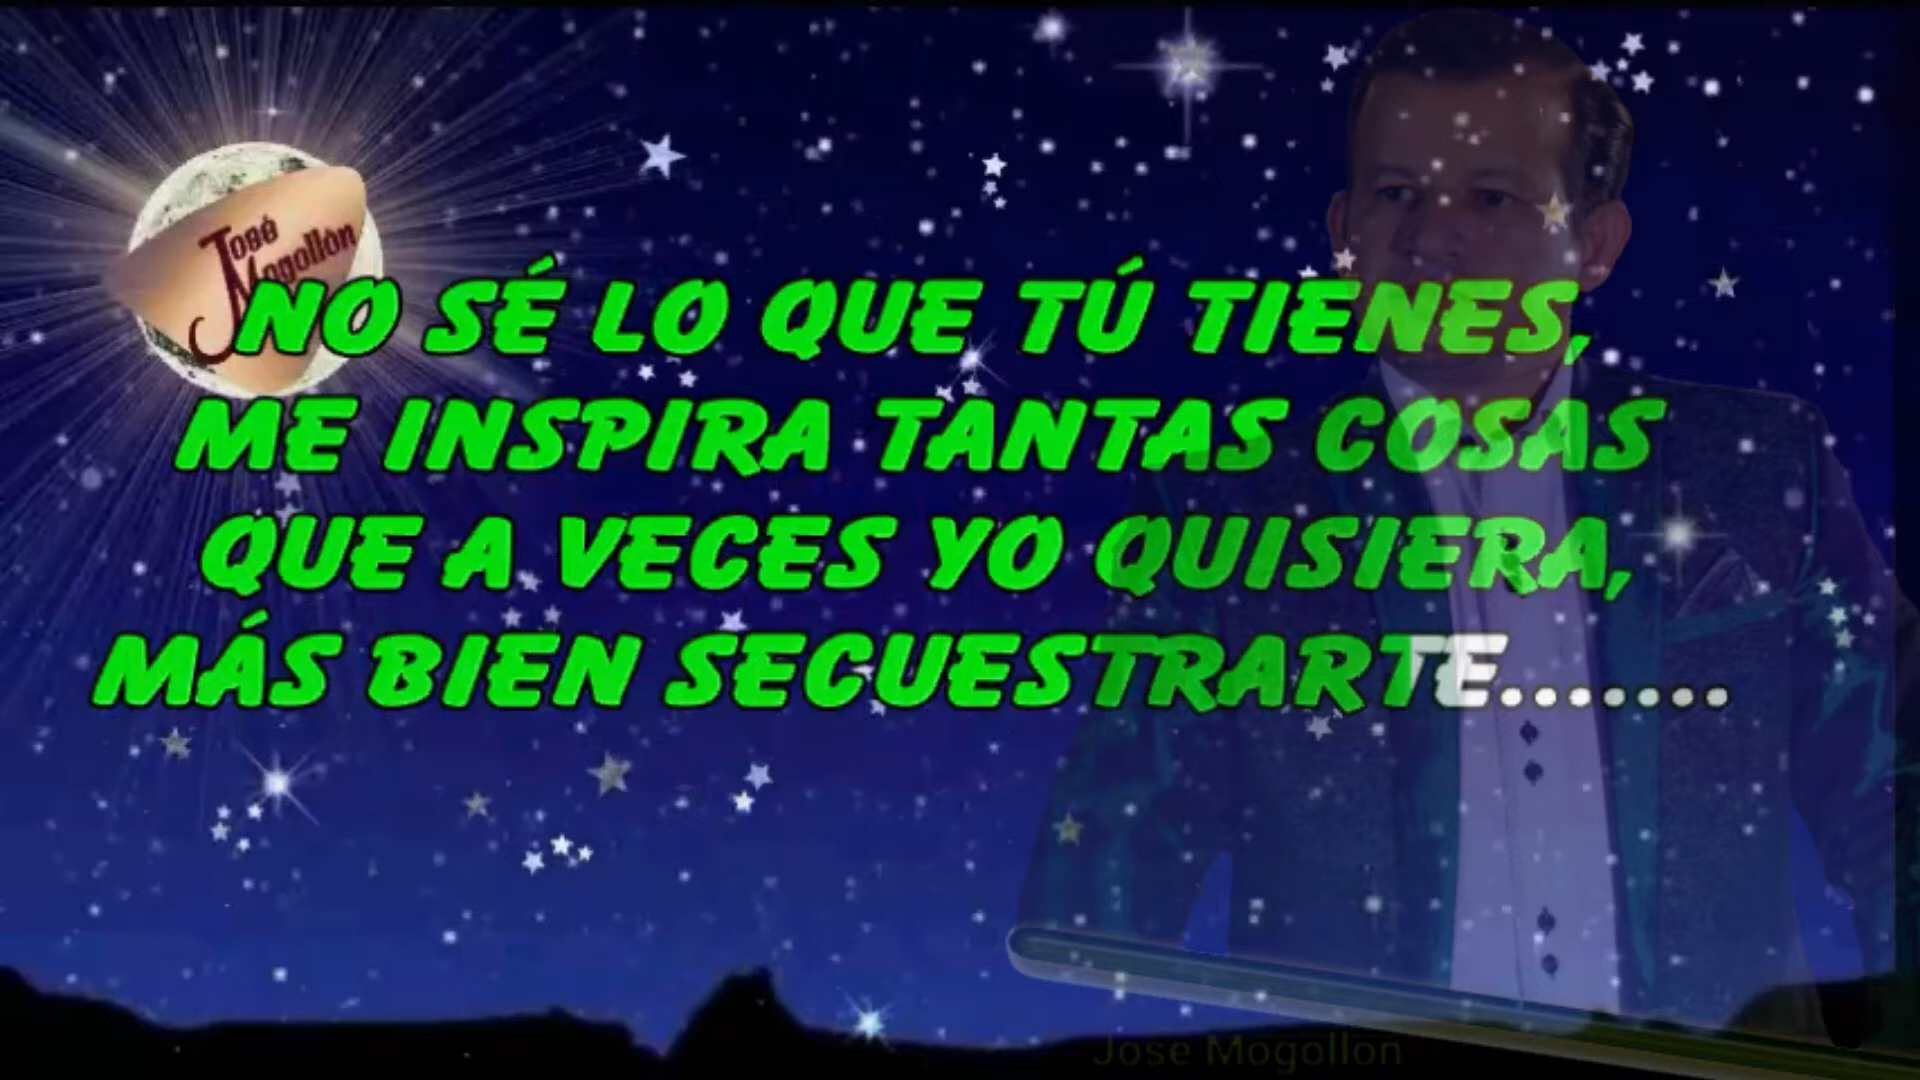 José
Mogollón
NO SÉ LO QUE TÚ TIENES,
ME INSPIRA TANTAS COSAS
QUE A VECES YO QUISIERA,
MÁS BIEN SECUESTRARTE.......
Jose Mogollon